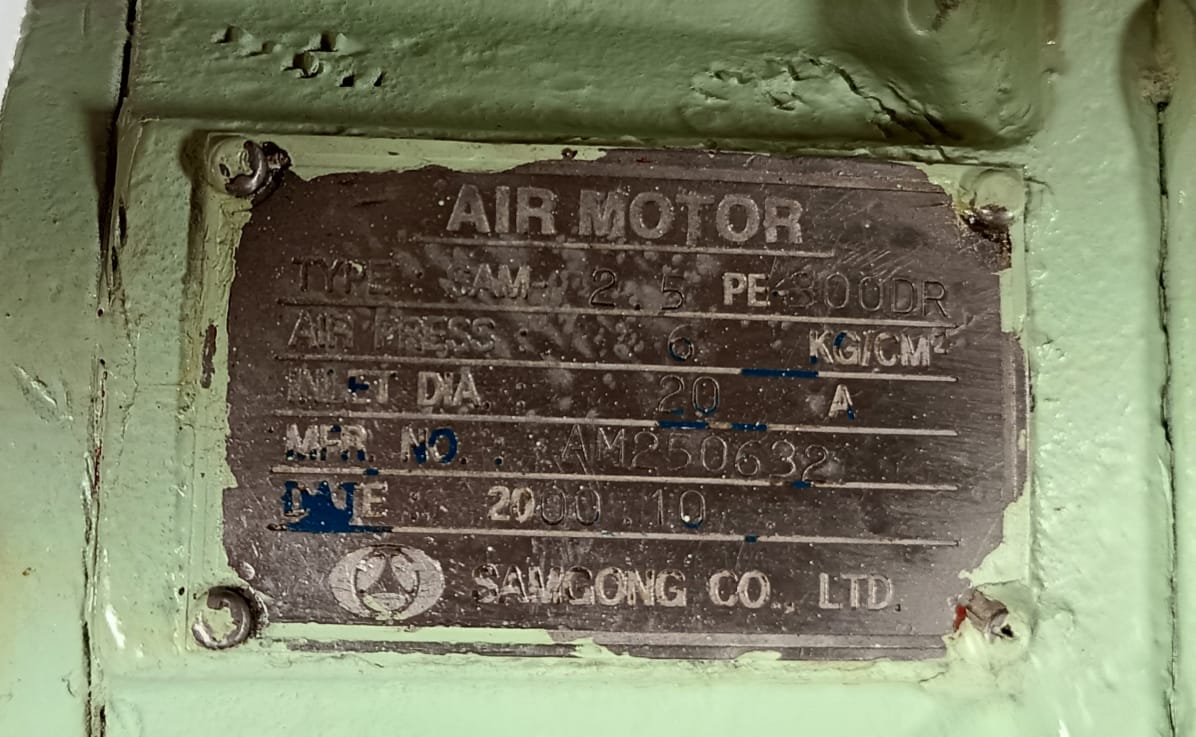 AIR MOTOR
TYPE : SAM- 2.5 PE-300DR
AIR PRESS : 6 KG/CM²
INLET DIA. : 20 A
MFR. NO. : AM250632
DATE : 2000.10
SAMGONG CO., LTD.